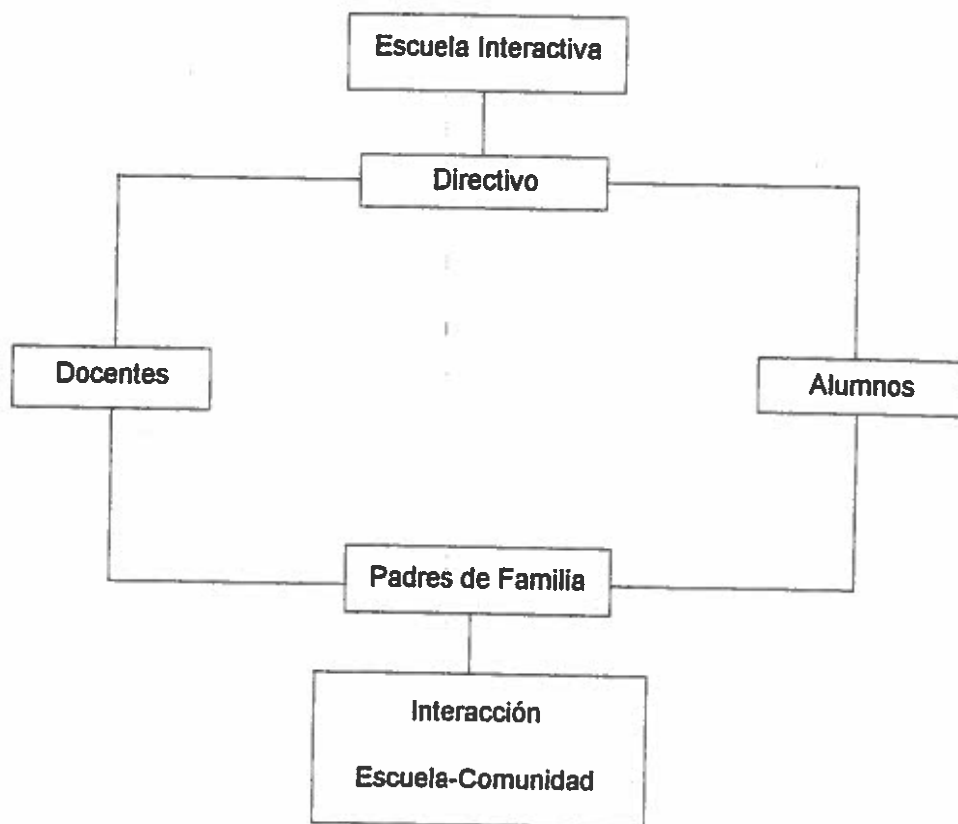 Escuela Interactiva
Directivo
Docentes
Alumnos
Padres de Familia
Interacción
Escuela-Comunidad